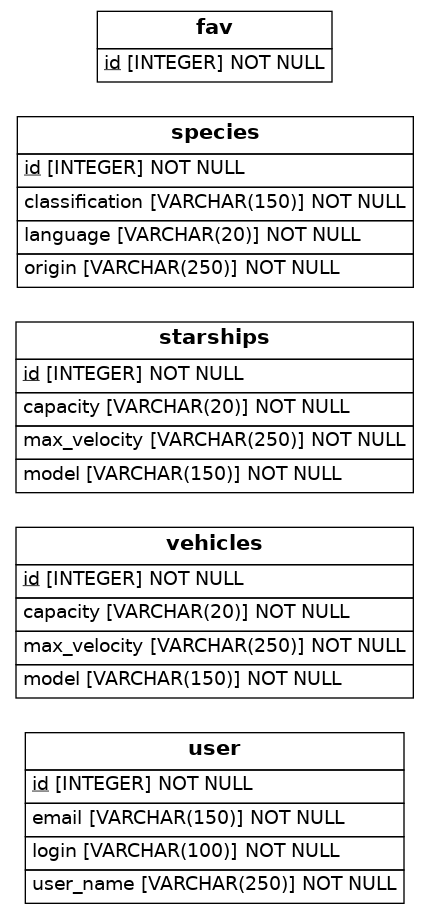 fav
id [INTEGER] NOT NULL
species
id [INTEGER] NOT NULL
classification [VARCHAR(150)] NOT NULL
language [VARCHAR(20)] NOT NULL
origin [VARCHAR(250)] NOT NULL
starships
id [INTEGER] NOT NULL
capacity [VARCHAR(20)] NOT NULL
max_velocity [VARCHAR(250)] NOT NULL
model [VARCHAR(150)] NOT NULL
vehicles
id [INTEGER] NOT NULL
capacity [VARCHAR(20)] NOT NULL
max_velocity [VARCHAR(250)] NOT NULL
model [VARCHAR(150)] NOT NULL
user
id [INTEGER] NOT NULL
email [VARCHAR(150)] NOT NULL
login [VARCHAR(100)] NOT NULL
user_name [VARCHAR(250)] NOT NULL